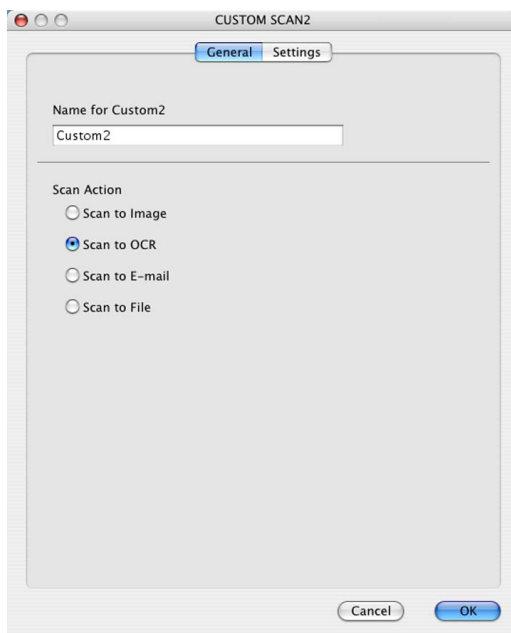 CUSTOM SCAN2
General Settings
Name for Custom2
Custom2
Scan Action
Scan to Image
Scan to OCR
Scan to E-mail
Scan to File
Cancel OK